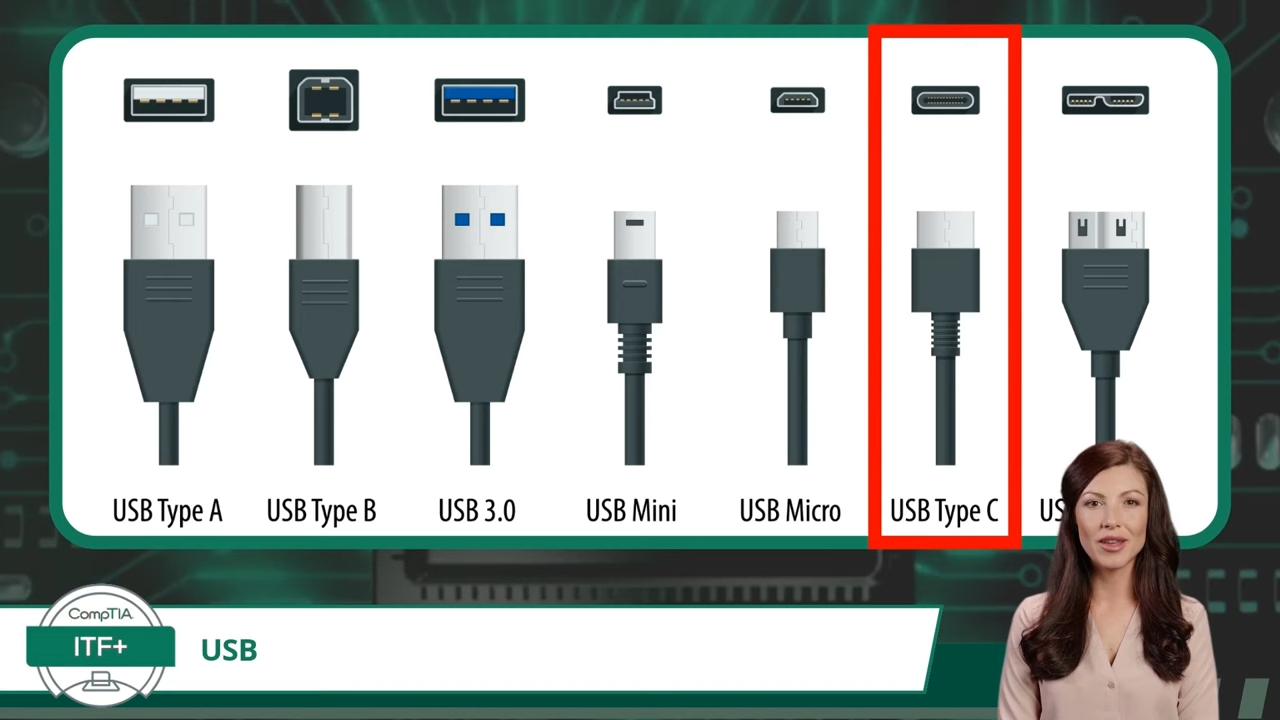 USB Type A
USB Type B
USB 3.0
USB Mini
USB Micro
USB Type C
CompTIA
ITF+
USB